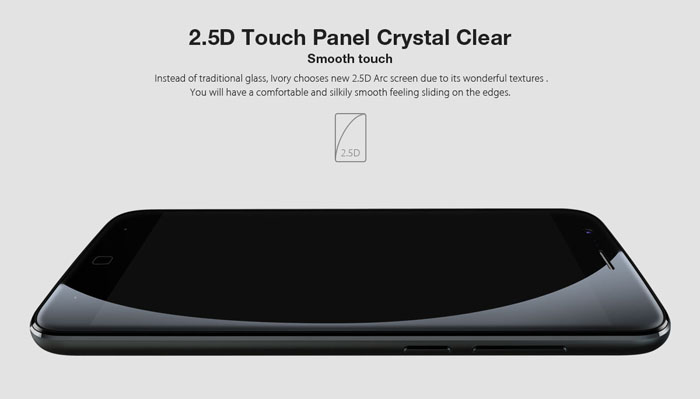 2.5D Touch Panel Crystal Clear
Smooth touch
Instead of traditional glass, Ivory chooses new 2.5D Arc screen due to its wonderful textures .
You will have a comfortable and silkily smooth feeling sliding on the edges.
2.5D